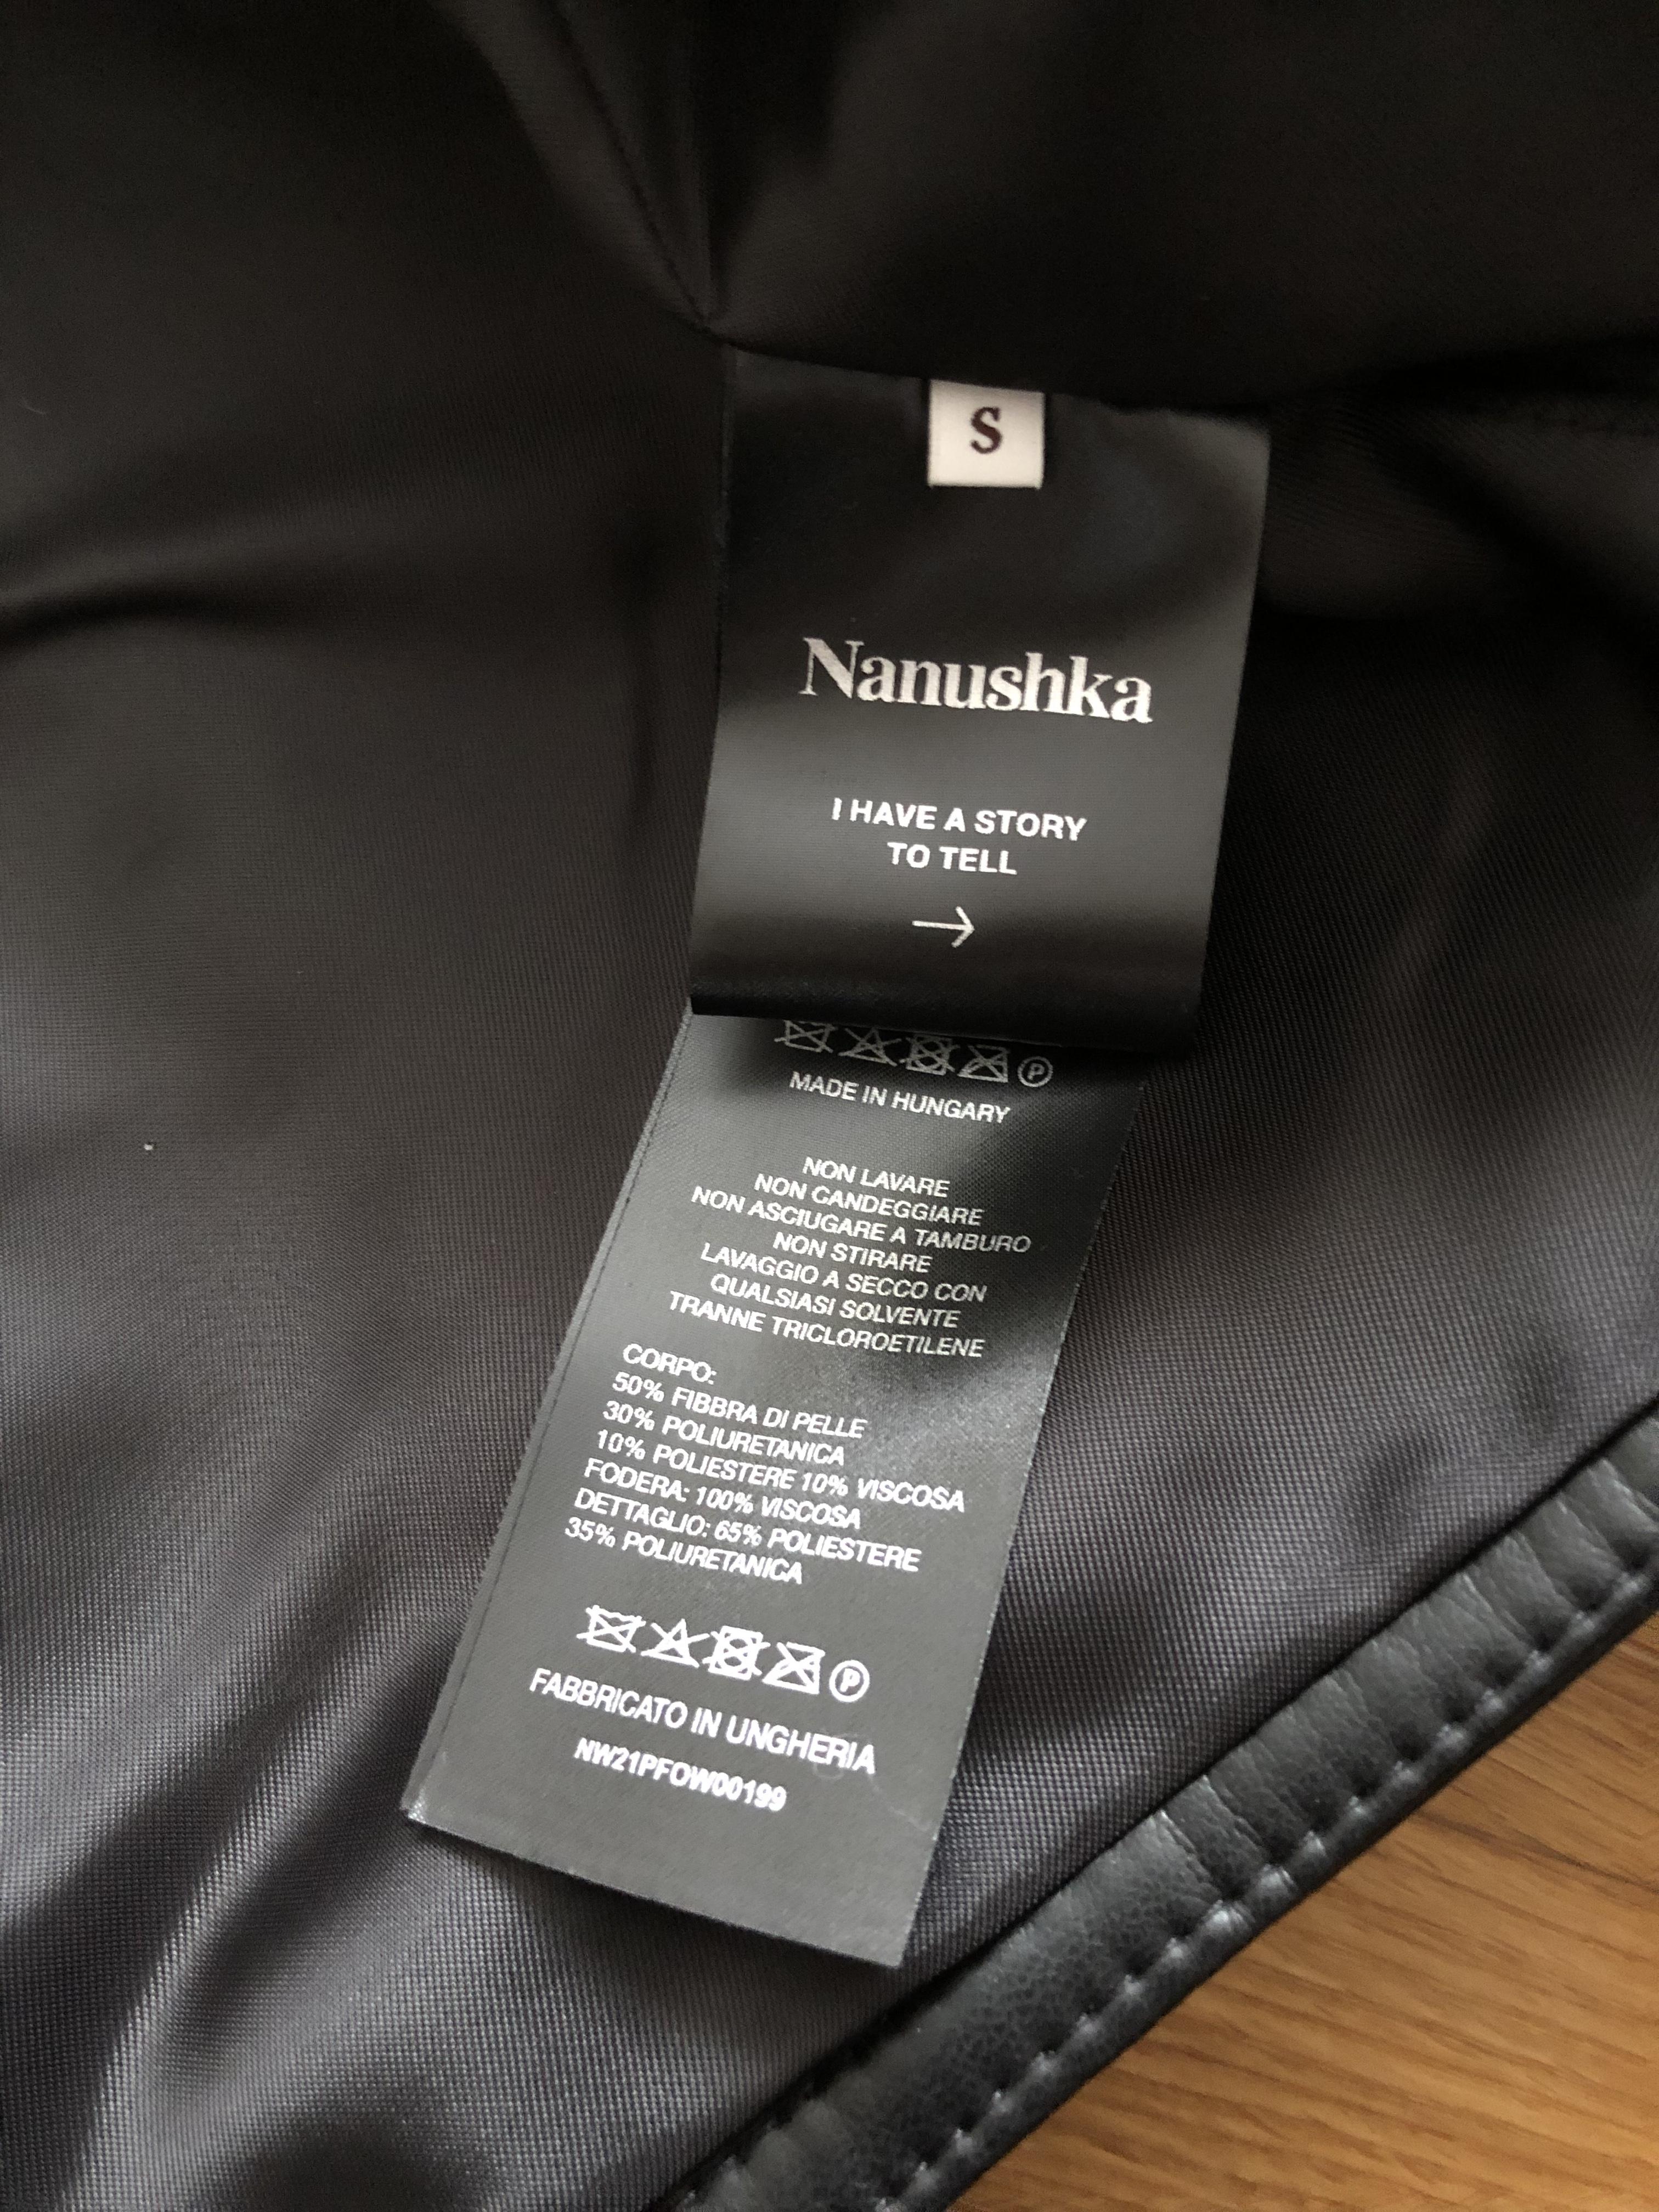 S
Nanushka
I HAVE A STORY
TO TELL
→
P
MADE IN HUNGARY
NON LAVARE
NON CANDEGGIARE
NON ASCIUGARE A TAMBURO
NON STIRARE
LAVAGGIO A SECCO CON
QUALSIASI SOLVENTE
TRANNE TRICLOROETILENE
CORPO:
50% FIBBRA DI PELLE
30% POLIURETANICA
10% POLIESTERE 10% VISCOSA
FODERA: 100% VISCOSA
DETTAGLIO: 65% POLIESTERE
35% POLIURETANICA
P
FABBRICATO IN UNGHERIA
NW21PFOW00199